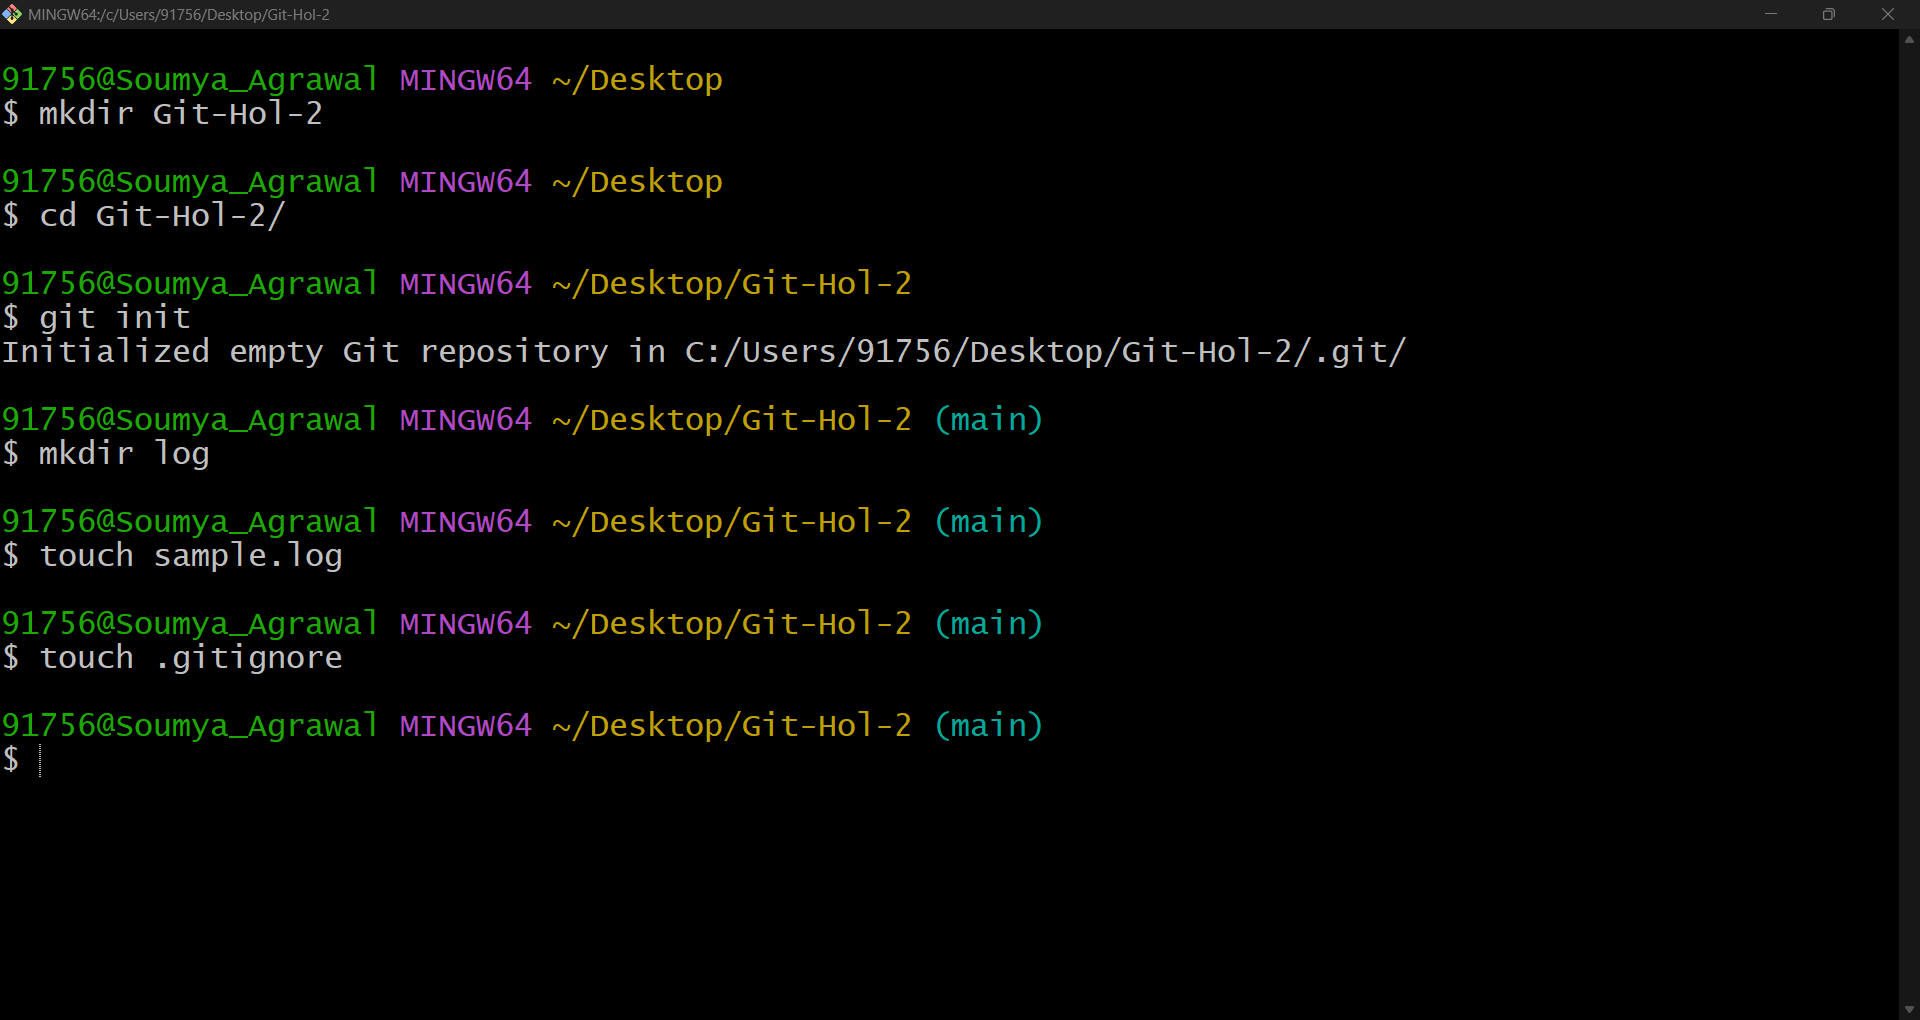 MINGW64:/c/Users/91756/Desktop/Git-Hol-2
91756@Soumya_Agrawal MINGW64 ~/Desktop
$ mkdir Git-Hol-2
91756@Soumya_Agrawal MINGW64 ~/Desktop
$ cd Git-Hol-2/
91756@Soumya_Agrawal MINGW64 ~/Desktop/Git-Hol-2
$ git init
Initialized empty Git repository in C:/Users/91756/Desktop/Git-Hol-2/.git/
91756@Soumya_Agrawal MINGW64 ~/Desktop/Git-Hol-2 (main)
$ mkdir log
91756@Soumya_Agrawal MINGW64 ~/Desktop/Git-Hol-2 (main)
$ touch sample.log
91756@Soumya_Agrawal MINGW64 ~/Desktop/Git-Hol-2 (main)
$ touch .gitignore
91756@Soumya_Agrawal MINGW64 ~/Desktop/Git-Hol-2 (main)
$